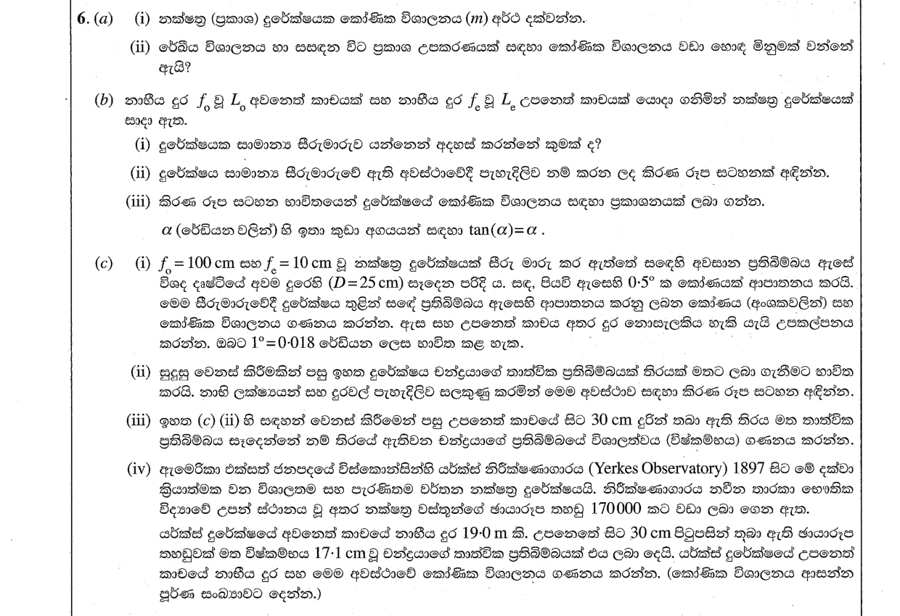 6. (a) (i) නක්ෂත්‍ර (ප්‍රකාශ) දුරේක්ෂයක කෝණික විශාලනය (m) අර්ථ දක්වන්න.
(ii) රේඛීය විශාලනය හා සසඳන විට ප්‍රකාශ උපකරණයක් සඳහා කෝණික විශාලනය වඩා හොඳ මිනුමක් වන්නේ
ඇයි?
(b) නාභීය දුර fo වූ Lo අවනෙත් කාචයක් සහ නාභීය දුර fe වූ Le උපනෙත් කාචයක් යොදා ගනිමින් නක්ෂත්‍ර දුරේක්ෂයක්
සාදා ඇත.
(i) දුරේක්ෂයක සාමාන්‍ය සීරුමාරුව යන්නෙන් අදහස් කරන්නේ කුමක් ද?
(ii) දුරේක්ෂය සාමාන්‍ය සීරුමාරුවේ ඇති අවස්ථාවේදී පැහැදිලිව නම් කරන ලද කිරණ රූප සටහනක් අඳින්න.
(iii) කිරණ රූප සටහන භාවිතයෙන් දුරේක්ෂයේ කෝණික විශාලනය සඳහා ප්‍රකාශනයක් ලබා ගන්න.
α (රේඩියන වලින්) හි ඉතා කුඩා අගයයන් සඳහා tan(α)=α .
(c) (i) fo = 100 cm සහ fe = 10 cm වූ නක්ෂත්‍ර දුරේක්ෂයක් සීරු මාරු කර ඇත්තේ සඳෙහි අවසාන ප්‍රතිබිම්බය ඇසේ
විශද දෘෂ්ටියේ අවම දුරෙහි (D=25 cm) සෑදෙන පරිදි ය. සඳ, පියවි ඇසෙහි 0·5° ක කෝණයක් ආපාතනය කරයි.
මෙම සීරුමාරුවේදී දුරේක්ෂය තුළින් සඳේ ප්‍රතිබිම්බය ඇසෙහි ආපාතනය කරනු ලබන කෝණය (අංශකවලින්) සහ
කෝණික විශාලනය ගණනය කරන්න. ඇස සහ උපනෙත් කාචය අතර දුර නොසැලකිය හැකි යැයි උපකල්පනය
කරන්න. ඔබට 1°=0·018 රේඩියන ලෙස භාවිත කළ හැක.
(ii) සුදුසු වෙනස් කිරීමකින් පසු ඉහත දුරේක්ෂය චන්ද්‍රයාගේ තාත්වික ප්‍රතිබිම්බයක් තිරයක් මතට ලබා ගැනීමට භාවිත
කරයි. නාභි ලක්ෂ්‍යයන් සහ දුරවල් පැහැදිලිව සලකුණු කරමින් මෙම අවස්ථාව සඳහා කිරණ රූප සටහන අඳින්න.
(iii) ඉහත (c) (ii) හි සඳහන් වෙනස් කිරීමෙන් පසු උපනෙත් කාචයේ සිට 30 cm දුරින් තබා ඇති තිරය මත තාත්වික
ප්‍රතිබිම්බය සෑදෙන්නේ නම් තිරයේ ඇතිවන චන්ද්‍රයාගේ ප්‍රතිබිම්බයේ විශාලත්වය (විෂ්කම්භය) ගණනය කරන්න.
(iv) ඇමෙරිකා එක්සත් ජනපදයේ විස්කොන්සින්හි යර්ක්ස් නිරීක්ෂණාගාරය (Yerkes Observatory) 1897 සිට මේ දක්වා
ක්‍රියාත්මක වන විශාලතම සහ පැරණිතම වර්තන නක්ෂත්‍ර දුරේක්ෂයයි. නිරීක්ෂණාගාරය නවීන තාරකා භෞතික
විද්‍යාවේ උපන් ස්ථානය වූ අතර නක්ෂත්‍ර වස්තූන්ගේ ඡායාරූප තහඩු 170000 කට වඩා ලබා ගෙන ඇත.
යර්ක්ස් දුරේක්ෂයේ අවනෙත් කාචයේ නාභීය දුර 19·0 m කි. උපනෙතේ සිට 30 cm පිටුපසින් තුබා ඇති ඡායාරූප
තහඩුවක් මත විෂ්කම්භය 17·1 cm වූ චන්ද්‍රයාගේ තාත්වික ප්‍රතිබිම්බයක් එය ලබා දෙයි. යර්ක්ස් දුරේක්ෂයේ උපනෙත්
කාචයේ නාභීය දුර සහ මෙම අවස්ථාවේ කෝණික විශාලනය ගණනය කරන්න. (කෝණික විශාලනය ආසන්න
පූර්ණ සංඛ්‍යාවට දෙන්න.)